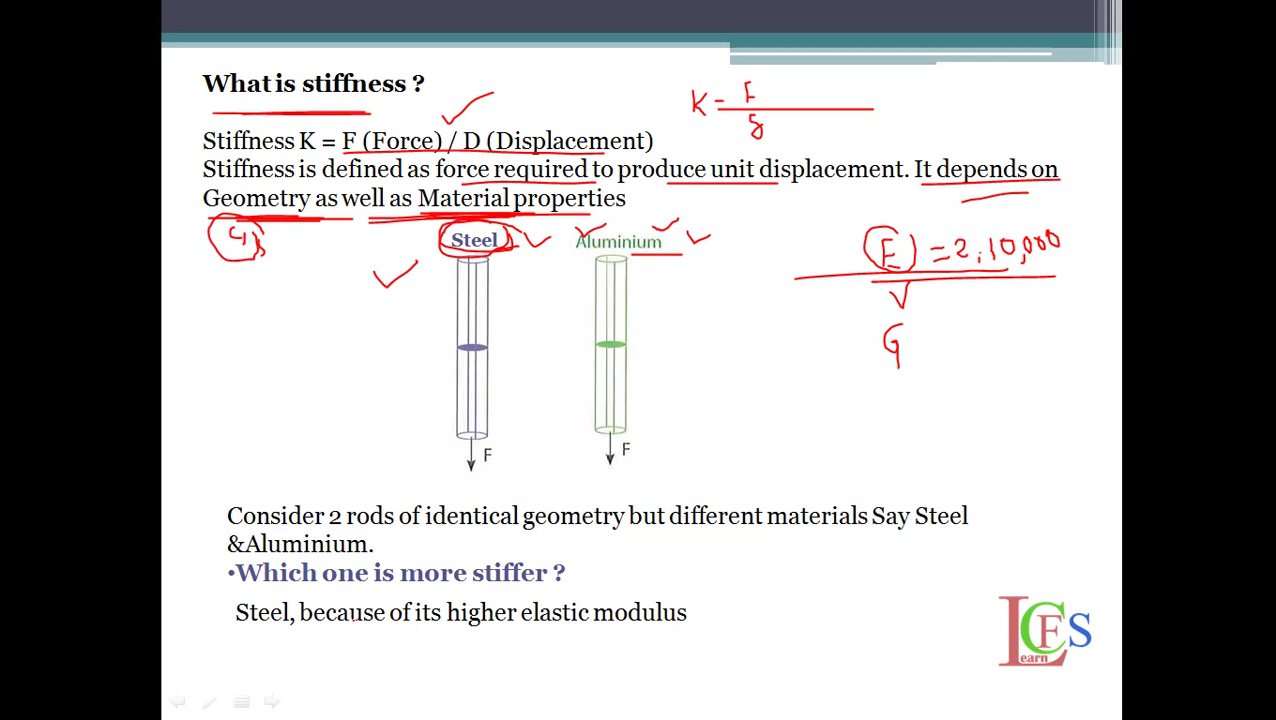 What is stiffness ?
K = F
δ
Stiffness K = F (Force) / D (Displacement)
Stiffness is defined as force required to produce unit displacement. It depends on
Geometry as well as Material properties
Steel
Aluminium
E = 2,10,000
G
F
F
Consider 2 rods of identical geometry but different materials Say Steel
&Aluminium.
•Which one is more stiffer ?
Steel, because of its higher elastic modulus
LCFS
earn